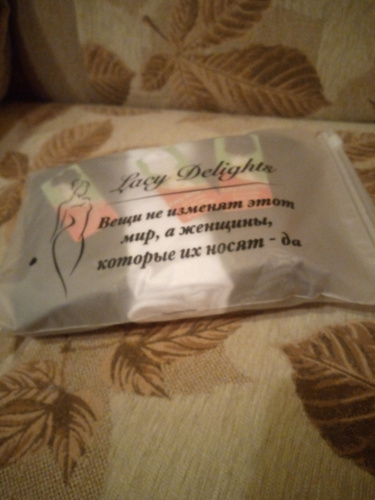 Lacy Delights
Вещи не изменят этот
мир, а женщины,
которые их носят - да